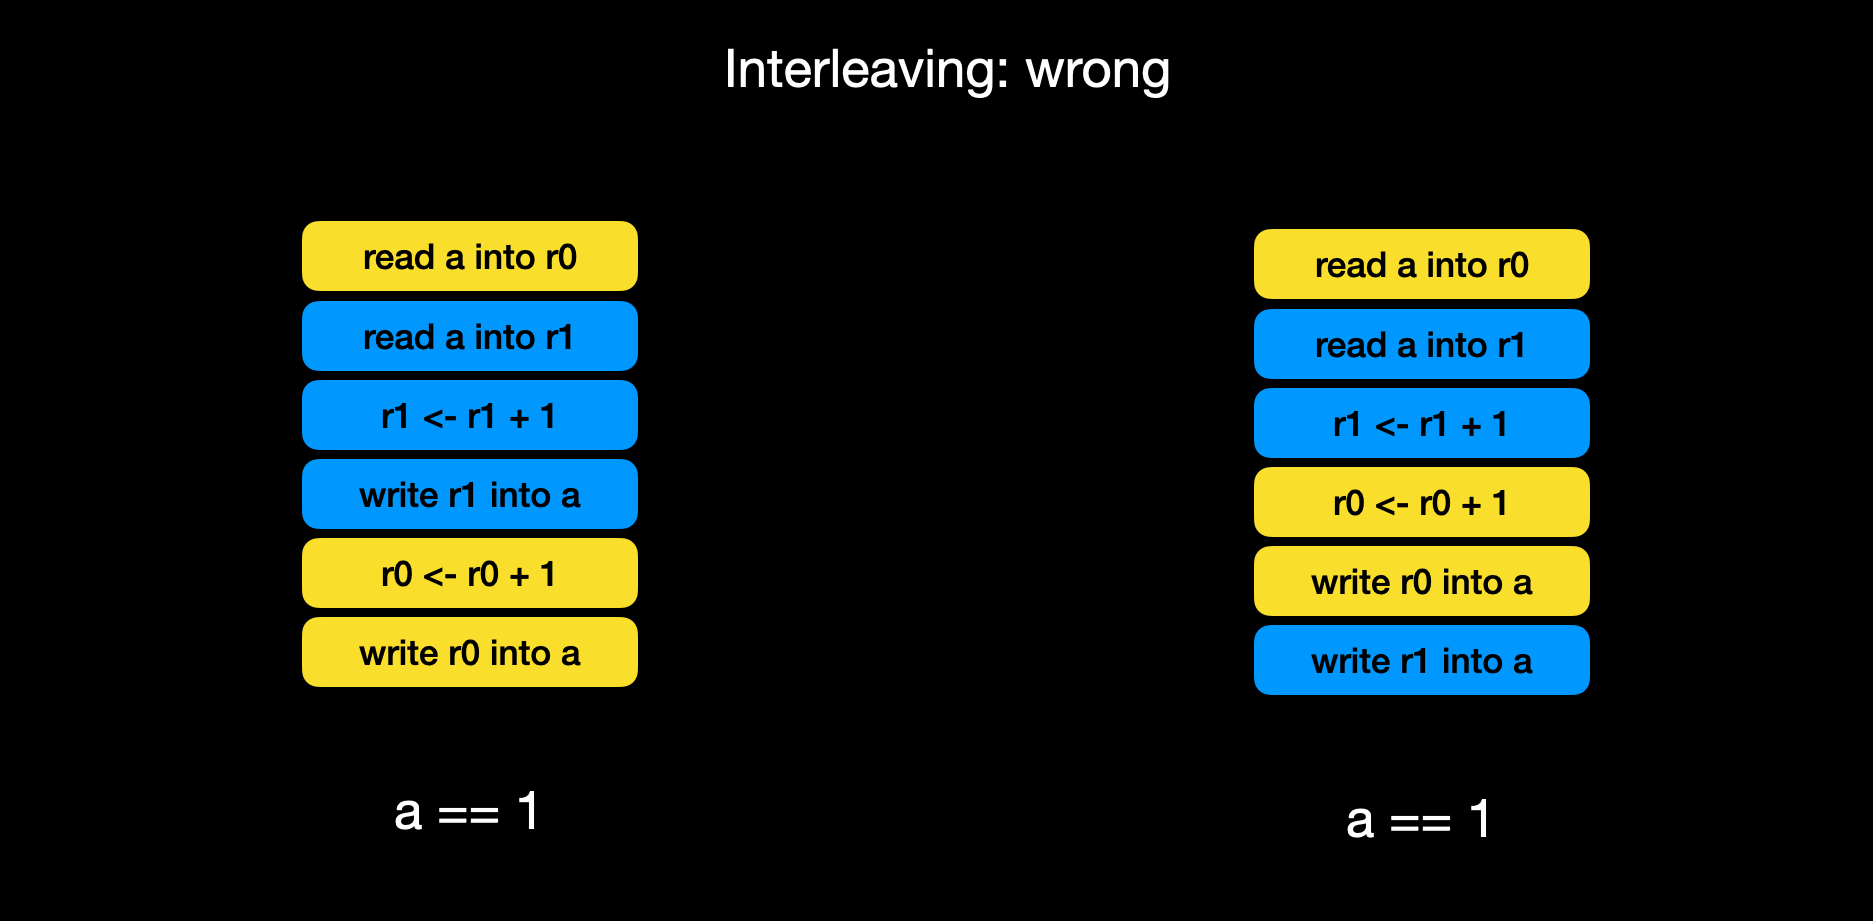 Interleaving: wrong
read a into r0
read a into r1
r1 <- r1 + 1
write r1 into a
r0 <- r0 + 1
write r0 into a
a == 1
read a into r0
read a into r1
r1 <- r1 + 1
r0 <- r0 + 1
write r0 into a
write r1 into a
a == 1